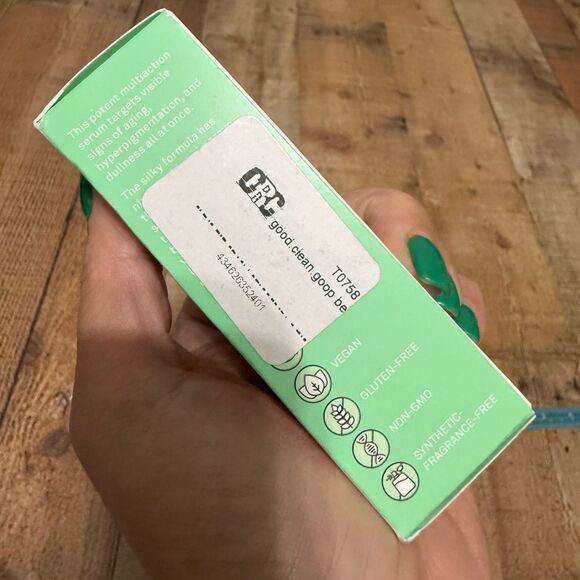 This potent multiaction
serum targets visible
signs of aging,
hyperpigmentation, and
dullness all at once.
The silky formula has
T0758
good.clean.goop be
434626352401
VEGAN
GLUTEN-FREE
NON-GMO
SYNTHETIC-
FRAGRANCE-FREE